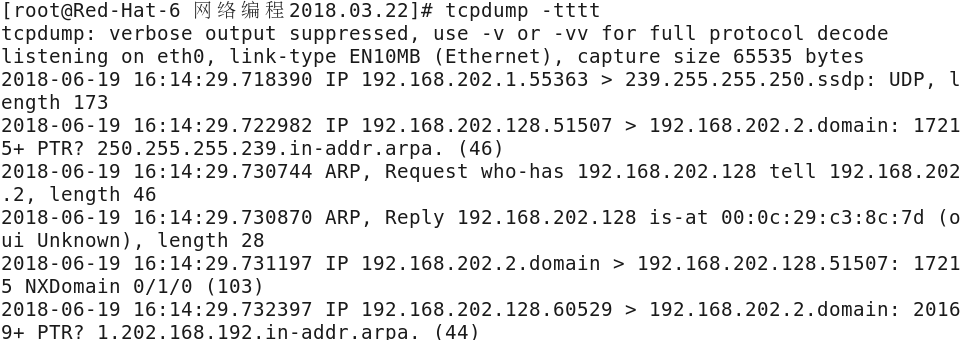 [root@Red-Hat-6 网络编程2018.03.22]# tcpdump -tttt
tcpdump: verbose output suppressed, use -v or -vv for full protocol decode
listening on eth0, link-type EN10MB (Ethernet), capture size 65535 bytes
2018-06-19 16:14:29.718390 IP 192.168.202.1.55363 > 239.255.255.250.ssdp: UDP, l
ength 173
2018-06-19 16:14:29.722982 IP 192.168.202.128.51507 > 192.168.202.2.domain: 1721
5+ PTR? 250.255.255.239.in-addr.arpa. (46)
2018-06-19 16:14:29.730744 ARP, Request who-has 192.168.202.128 tell 192.168.202
.2, length 46
2018-06-19 16:14:29.730870 ARP, Reply 192.168.202.128 is-at 00:0c:29:c3:8c:7d (o
ui Unknown), length 28
2018-06-19 16:14:29.731197 IP 192.168.202.2.domain > 192.168.202.128.51507: 1721
5 NXDomain 0/1/0 (103)
2018-06-19 16:14:29.732397 IP 192.168.202.128.60529 > 192.168.202.2.domain: 2016
9+ PTR? 1.202.168.192.in-addr.arpa. (44)